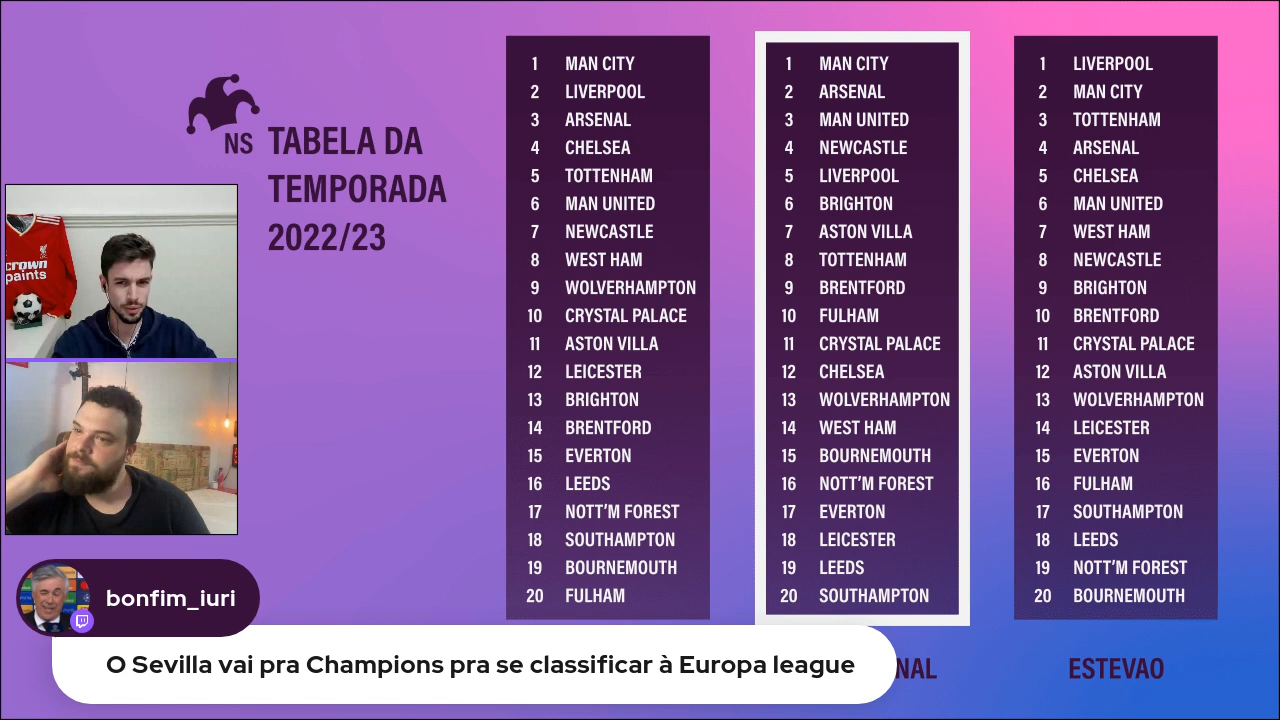 NS
TABELA DA
TEMPORADA
2022/23
crown
paints
1 MAN CITY
2 LIVERPOOL
3 ARSENAL
4 CHELSEA
5 TOTTENHAM
6 MAN UNITED
7 NEWCASTLE
8 WEST HAM
9 WOLVERHAMPTON
10 CRYSTAL PALACE
11 ASTON VILLA
12 LEICESTER
13 BRIGHTON
14 BRENTFORD
15 EVERTON
16 LEEDS
17 NOTT’M FOREST
18 SOUTHAMPTON
19 BOURNEMOUTH
20 FULHAM
1 MAN CITY
2 ARSENAL
3 MAN UNITED
4 NEWCASTLE
5 LIVERPOOL
6 BRIGHTON
7 ASTON VILLA
8 TOTTENHAM
9 BRENTFORD
10 FULHAM
11 CRYSTAL PALACE
12 CHELSEA
13 WOLVERHAMPTON
14 WEST HAM
15 BOURNEMOUTH
16 NOTT’M FOREST
17 EVERTON
18 LEICESTER
19 LEEDS
20 SOUTHAMPTON
NAL
1 LIVERPOOL
2 MAN CITY
3 TOTTENHAM
4 ARSENAL
5 CHELSEA
6 MAN UNITED
7 WEST HAM
8 NEWCASTLE
9 BRIGHTON
10 BRENTFORD
11 CRYSTAL PALACE
12 ASTON VILLA
13 WOLVERHAMPTON
14 LEICESTER
15 EVERTON
16 FULHAM
17 SOUTHAMPTON
18 LEEDS
19 NOTT’M FOREST
20 BOURNEMOUTH
ESTEVAO
bonfim_iuri
O Sevilla vai pra Champions pra se classificar à Europa league